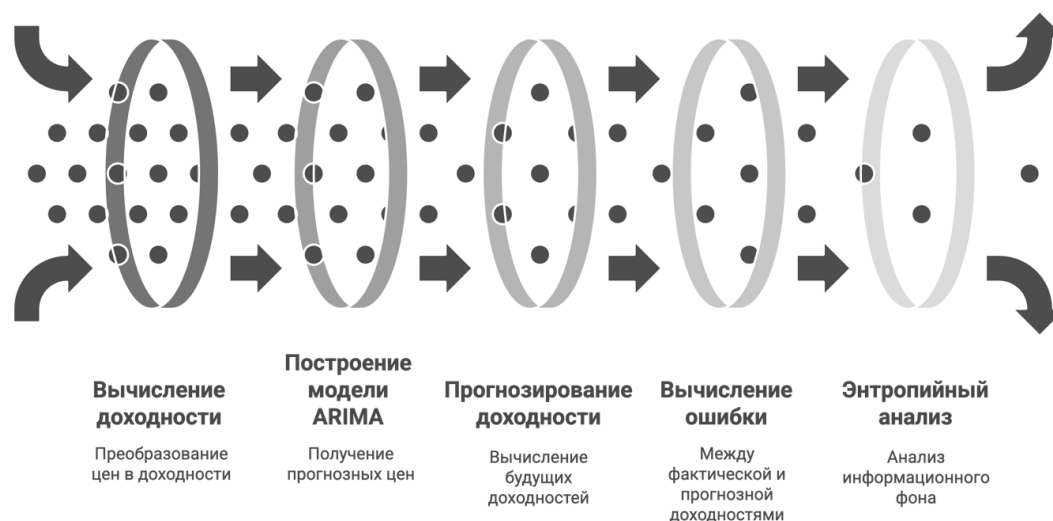 Вычисление
доходности
Преобразование
цен в доходности
Построение
модели
ARIMA
Получение
прогнозных цен
Прогнозирование
доходности
Вычисление
будущих
доходностей
Вычисление
ошибки
Между
фактической и
прогнозной
доходностями
Энтропийный
анализ
Анализ
информационного
фона